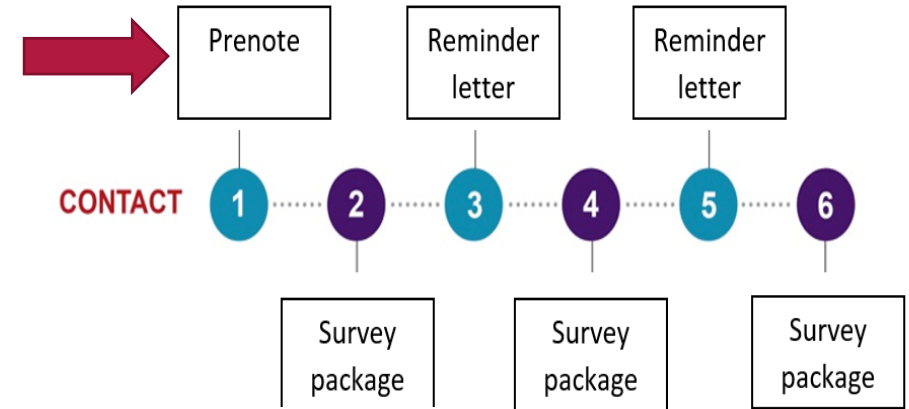 Prenote
Reminder
letter
Reminder
letter
CONTACT 1 2 3 4 5 6
Survey
package
Survey
package
Survey
package